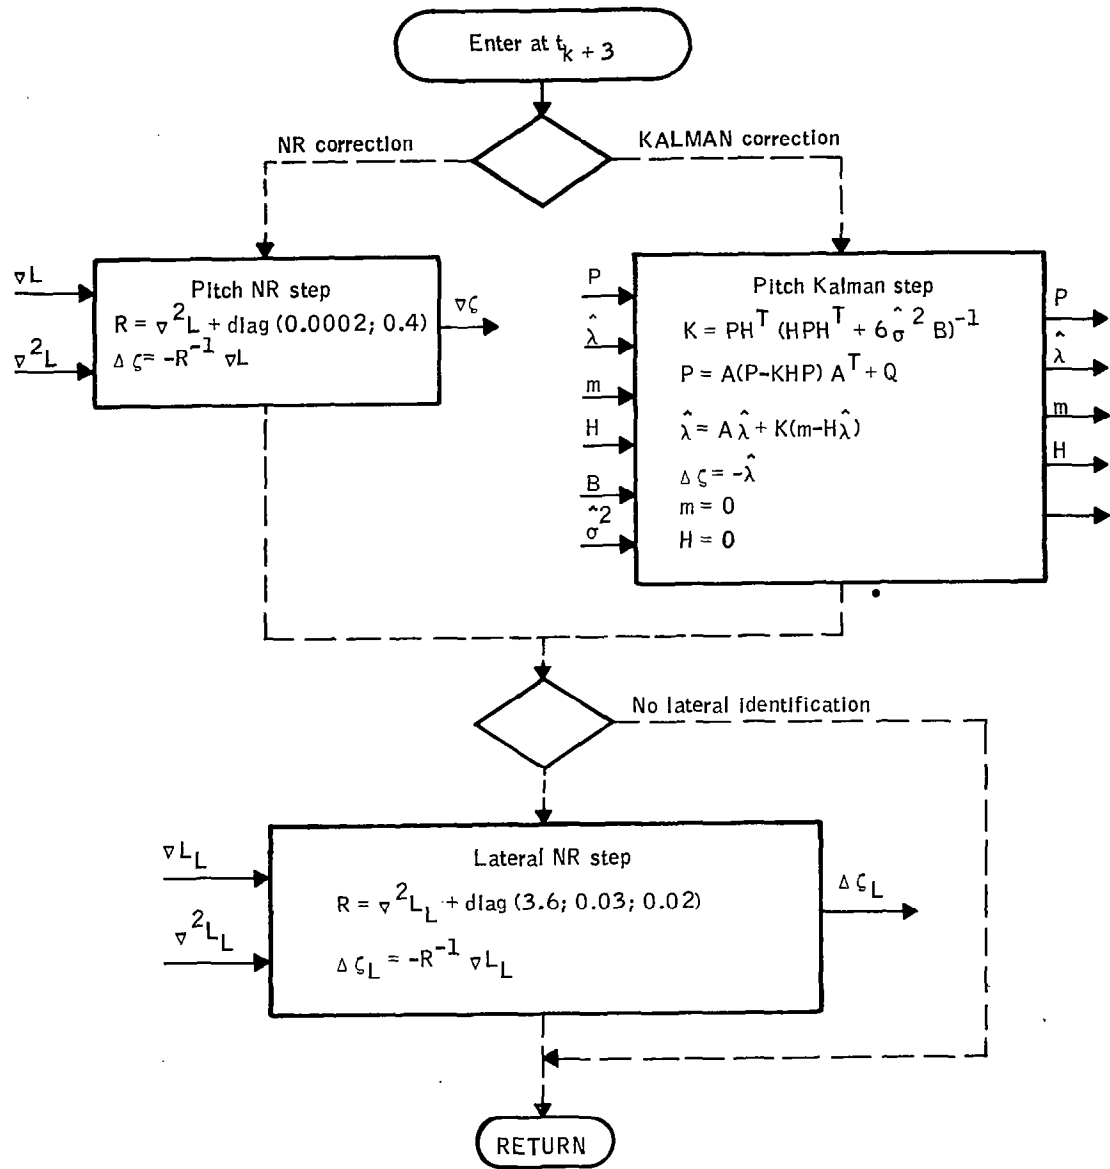 Enter at t_{k + 3}
NR correction
KALMAN correction
∇L
∇²L
Pitch NR step
R = ∇²L + diag (0.0002; 0.4)
Δζ = -R⁻¹ ∇L
∇ζ
P
λ̂
m
H
B
σ̂²
Pitch Kalman step
K = PHᵀ (HPHᵀ + 6σ̂² B)⁻¹
P = A(P-KHP) Aᵀ + Q
λ̂ = Aλ̂ + K(m-Hλ̂)
Δζ = -λ̂
m = 0
H = 0
P
λ̂
m
H
No lateral identification
∇L_L
∇²L_L
Lateral NR step
R = ∇²L_L + diag (3.6; 0.03; 0.02)
Δζ_L = -R⁻¹ ∇L_L
Δζ_L
RETURN